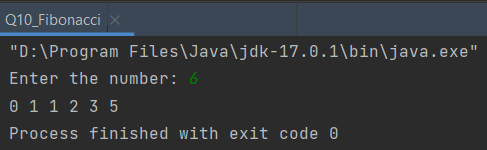 Q10_Fibonacci
"D:\Program Files\Java\jdk-17.0.1\bin\java.exe"
Enter the number: 6
0 1 1 2 3 5
Process finished with exit code 0